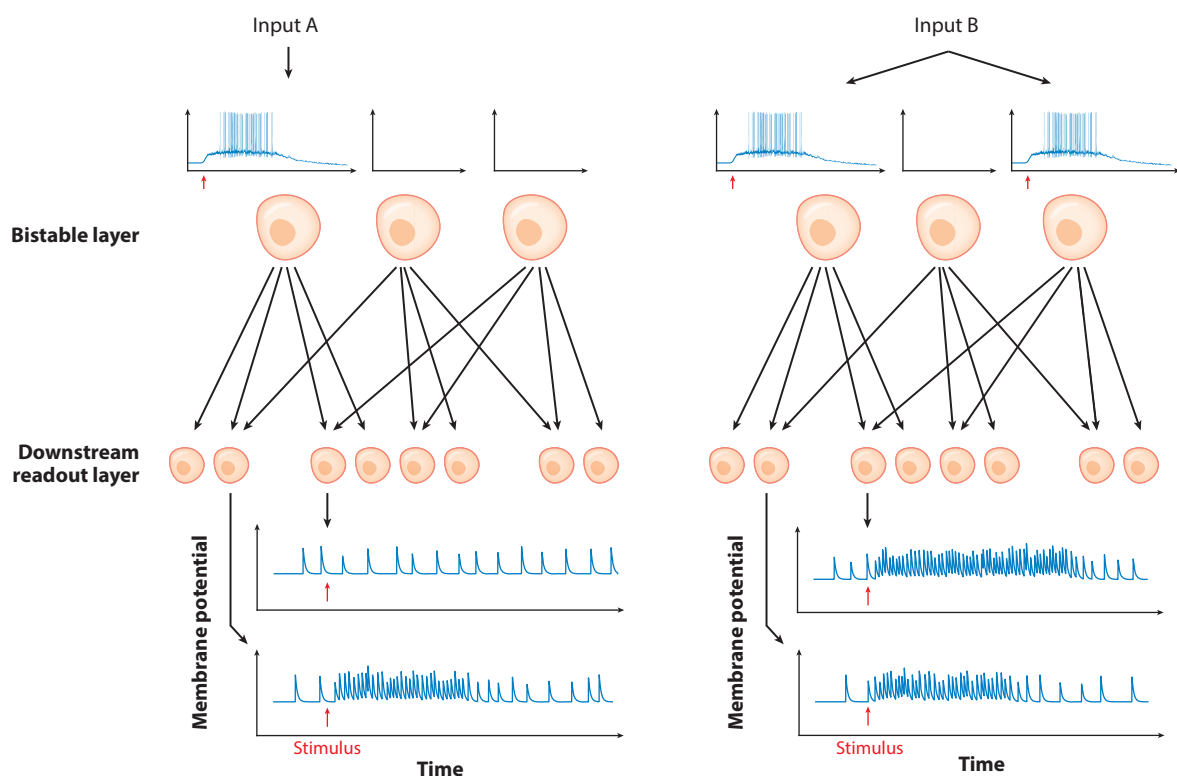 Input A
Input B
Bistable layer
Downstream
readout layer
Membrane potential
Stimulus
Time
Membrane potential
Stimulus
Time